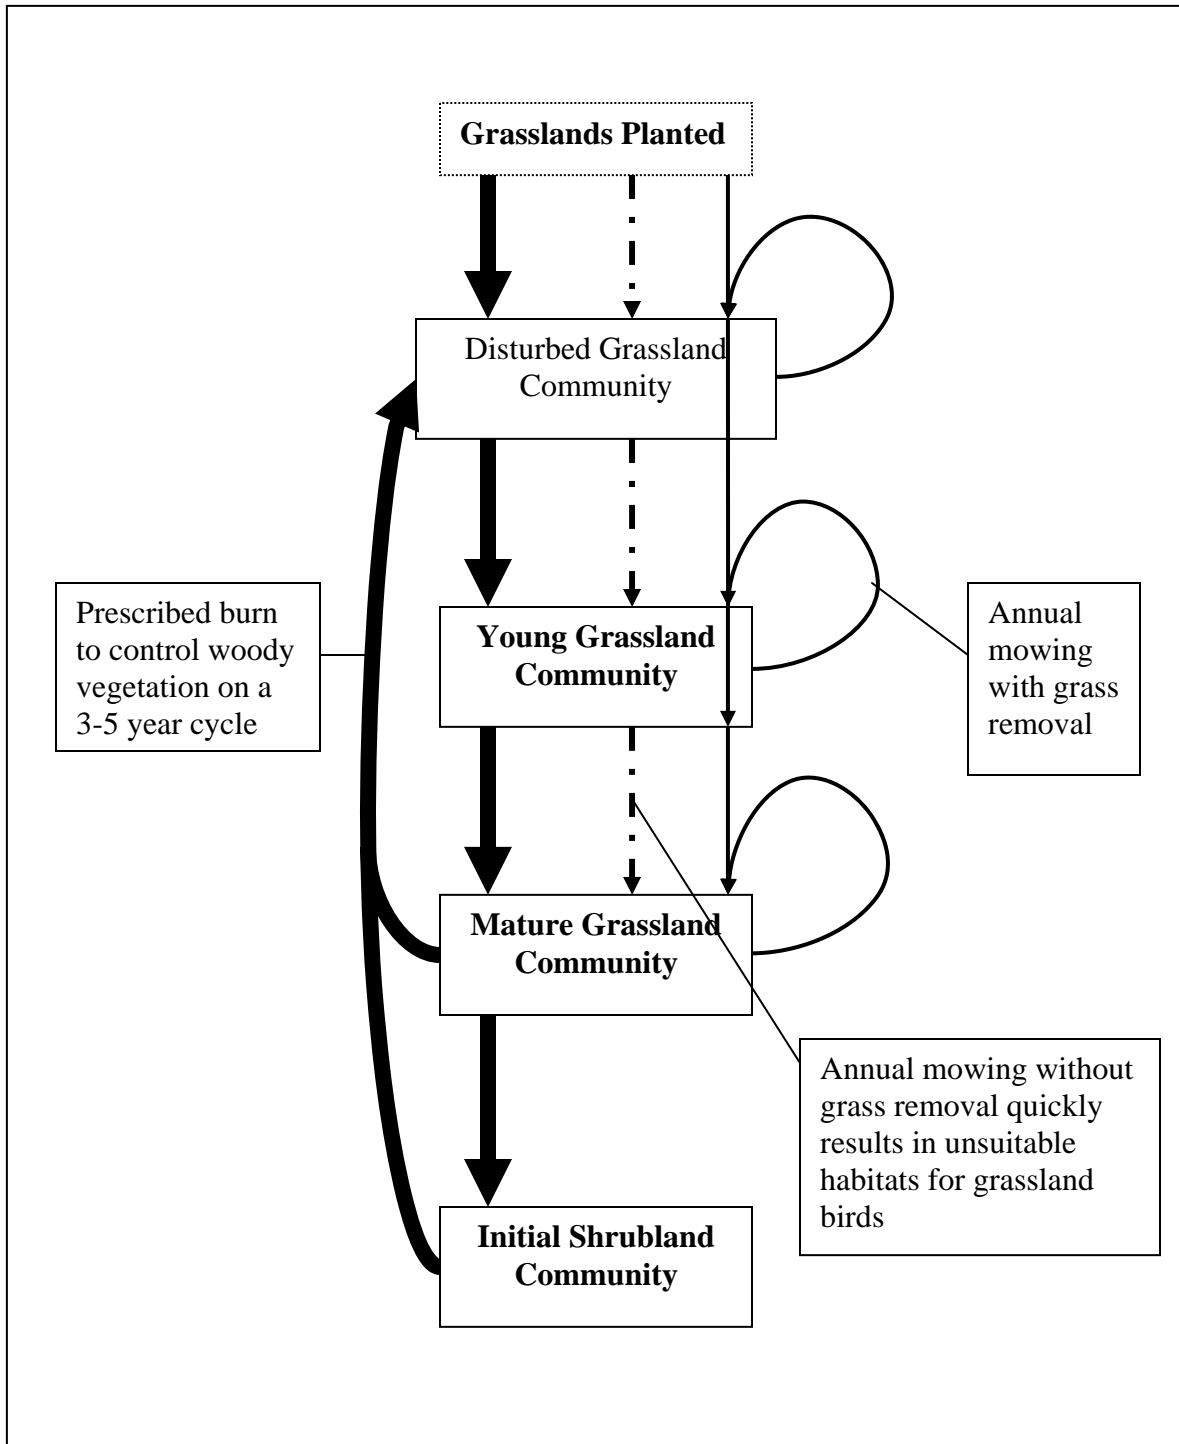 Grasslands Planted
Disturbed Grassland
Community
Prescribed burn
to control woody
vegetation on a
3-5 year cycle
Young Grassland
Community
Annual
mowing
with grass
removal
Mature Grassland
Community
Annual mowing without
grass removal quickly
results in unsuitable
habitats for grassland
birds
Initial Shrubland
Community